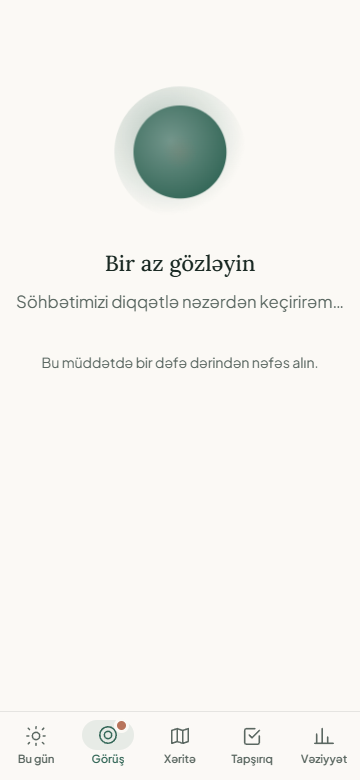 Bir az gözləyin
Söhbətimizi diqqətlə nəzərdən keçirirəm...
Bu müddətdə bir dəfə dərindən nəfəs alın.
Bu gün
Görüş
Xəritə
Tapşırıq
Vəziyyət